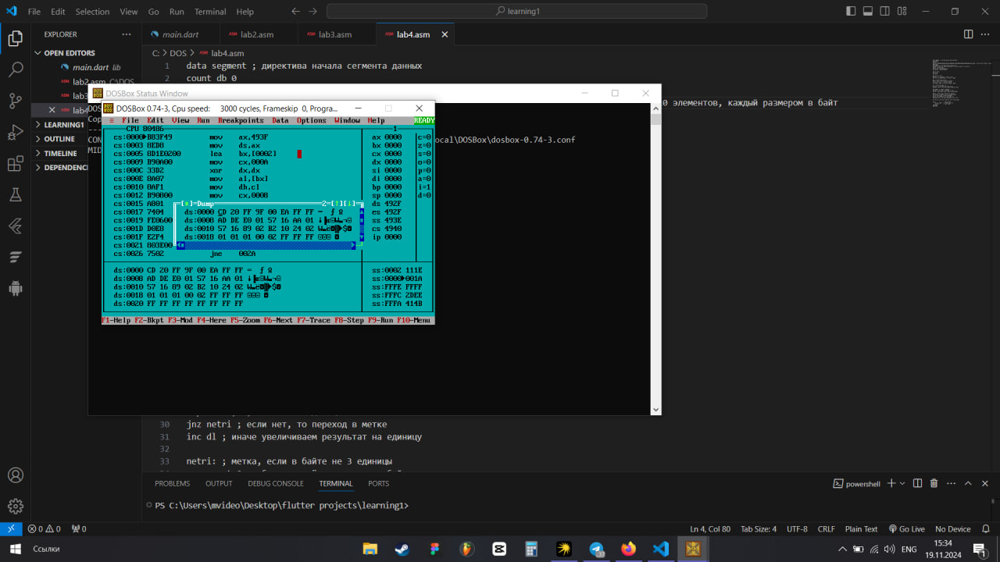 File Edit Selection View Go Run Terminal Help
learning1
EXPLORER
main.dart
lab2.asm
lab3.asm
lab4.asm
OPEN EDITORS
C: > DOS > lab4.asm
main.dart lib
lab2.asm C:\DOS
lab3
lab4
LEARNING1
OUTLINE
TIMELINE
DEPENDENC
1 data segment ; директива начала сегмента данных
2 count db 0
0 элементов, каждый размером в байт
DOSBox Status Window
DOS
Cop
CON
ocal\DOSBox\dosbox-0.74-3.conf
MID
DOSBox 0.74-3, Cpu speed: 3000 cycles, Frameskip 0, Progra...
≡ File Edit View Run Breakpoints Data Options Window Help READY
CPU 80486 1
cs:0000 B83F49 mov ax,493F
cs:0003 8ED8 mov ds,ax
cs:0005 8D1E0200 lea bx,[0002]
cs:0009 B90A00 mov cx,000A
cs:000C 33D2 xor dx,dx
cs:000E 8A07 mov al,[bx]
cs:0010 8AF1 mov dh,cl
cs:0012 B90800 mov cx,0008
cs:0015 A801
cs:0017 7404
cs:0019 FE0600
cs:001D D0E8
cs:001F E2F4
cs:0021 803E00
cs:0026 7502 jne 002A
ax 0000 c=0
bx 0000 z=0
cx 0000 s=0
dx 0000 o=0
si 0000 p=0
di 0000 a=0
bp 0000 i=1
sp 0000 d=0
ds 492F
es 492F
ss 493E
cs 4940
ip 0000
[■]=Dump 2=[↑][↓]
ds:0000 CD 20 FF 9F 00 EA FF FF
ds:0008 AD DE E0 01 57 16 AA 01
ds:0010 57 16 89 02 B2 10 24 02
ds:0018 01 01 01 00 02 FF FF FF
ds:0000 CD 20 FF 9F 00 EA FF FF
ds:0008 AD DE E0 01 57 16 AA 01
ds:0010 57 16 89 02 B2 10 24 02
ds:0018 01 01 01 00 02 FF FF FF
ds:0020 FF FF FF FF FF FF FF FF
ss:0002 111E
ss:0000 001A
ss:FFFE FFFF
ss:FFFC 2DEE
ss:FFFA 414B
F1-Help F2-Bkpt F3-Mod F4-Here F5-Zoom F6-Next F7-Trace F8-Step F9-Run F10-Menu
30 jnz netri ; если нет, то переход в метке
31 inc dl ; иначе увеличиваем результат на единицу
32
33 netri: ; метка, если в байте не 3 единицы
PROBLEMS OUTPUT DEBUG CONSOLE TERMINAL PORTS
powershell
PS C:\Users\mvideo\Desktop\flutter projects\learning1>
0 0 0
Ln 4, Col 80 Tab Size: 4 UTF-8 CRLF Plain Text Go Live No Device
Ссылки
ENG
15:34
19.11.2024